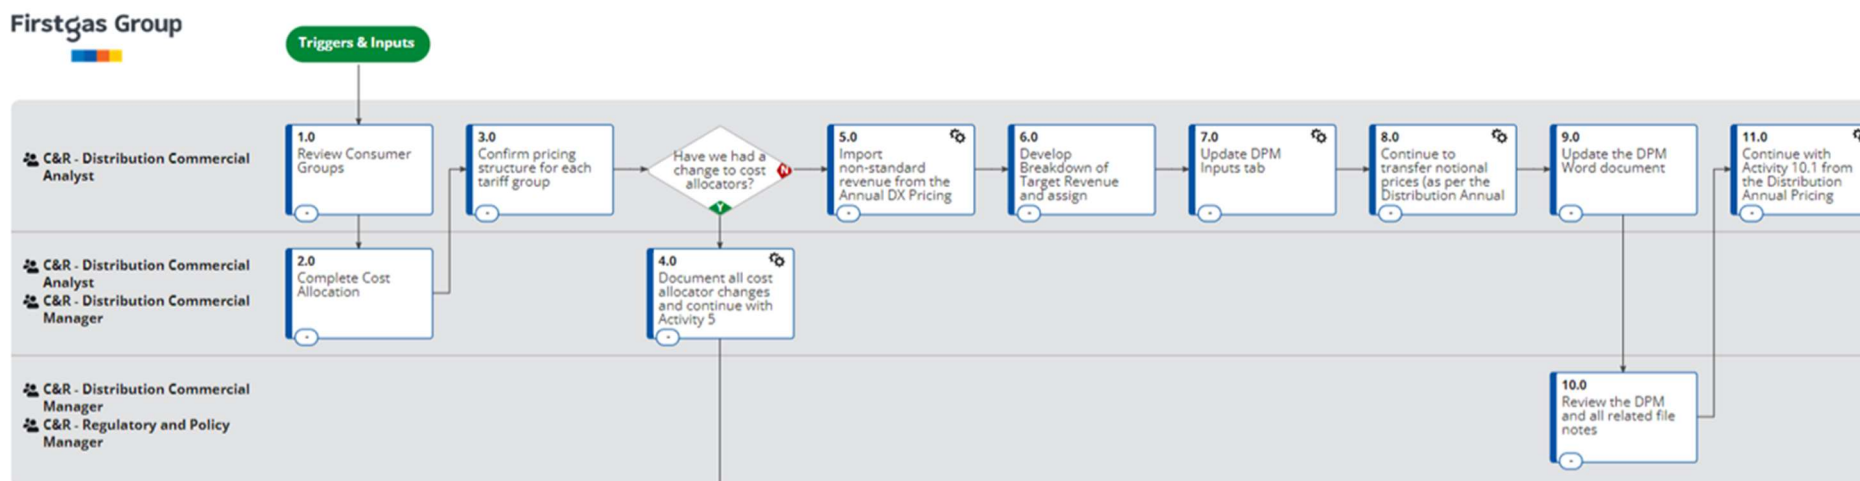 Firstgas Group
Triggers & Inputs
C&R - Distribution Commercial
Analyst
1.0
Review Consumer
Groups
3.0
Confirm pricing
structure for each
tariff group
Have we had a
change to cost
allocators?
N
Y
5.0
Import
non-standard
revenue from the
Annual DX Pricing
6.0
Develop
Breakdown of
Target Revenue
and assign
7.0
Update DPM
Inputs tab
8.0
Continue to
transfer notional
prices (as per the
Distribution Annual
9.0
Update the DPM
Word document
11.0
Continue with
Activity 10.1 from
the Distribution
Annual Pricing
C&R - Distribution Commercial
Analyst
C&R - Distribution Commercial
Manager
2.0
Complete Cost
Allocation
4.0
Document all cost
allocator changes
and continue with
Activity 5
C&R - Distribution Commercial
Manager
C&R - Regulatory and Policy
Manager
10.0
Review the DPM
and all related file
notes